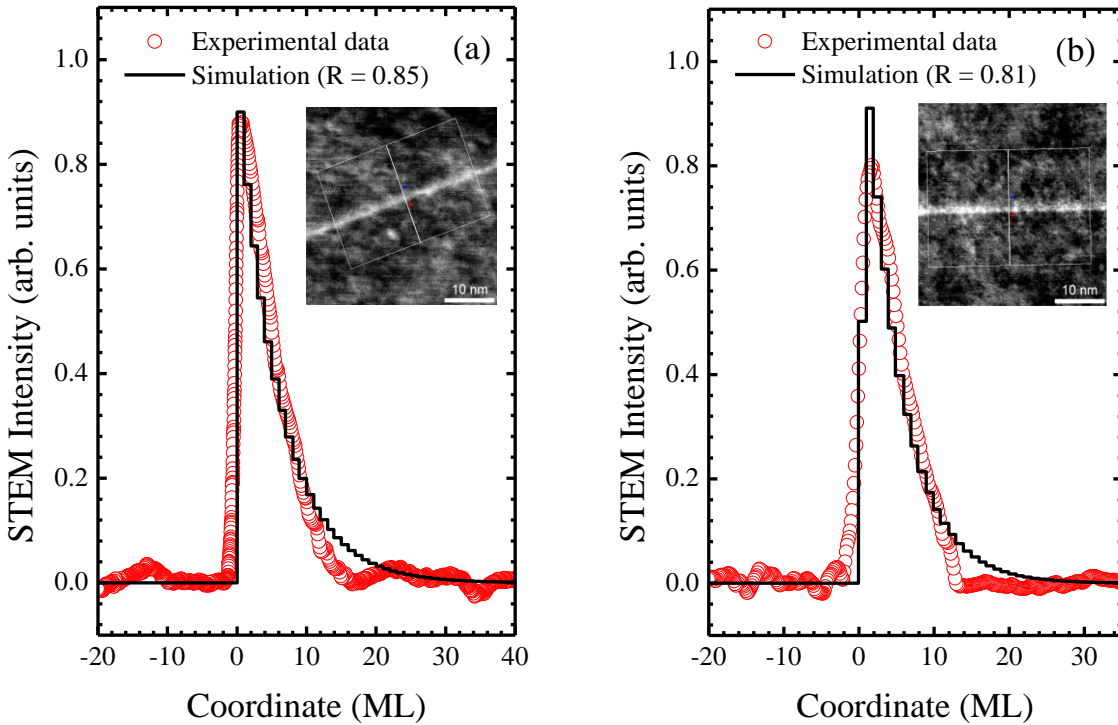 Experimental data
(a)
Simulation (R = 0.85)
STEM Intensity (arb. units)
1.0
0.8
0.6
0.4
0.2
0.0
10 nm
-20
-10
0
10
20
30
40
Coordinate (ML)
Experimental data
(b)
Simulation (R = 0.81)
STEM Intensity (arb. units)
1.0
0.8
0.6
0.4
0.2
0.0
10 nm
-20
-10
0
10
20
30
Coordinate (ML)